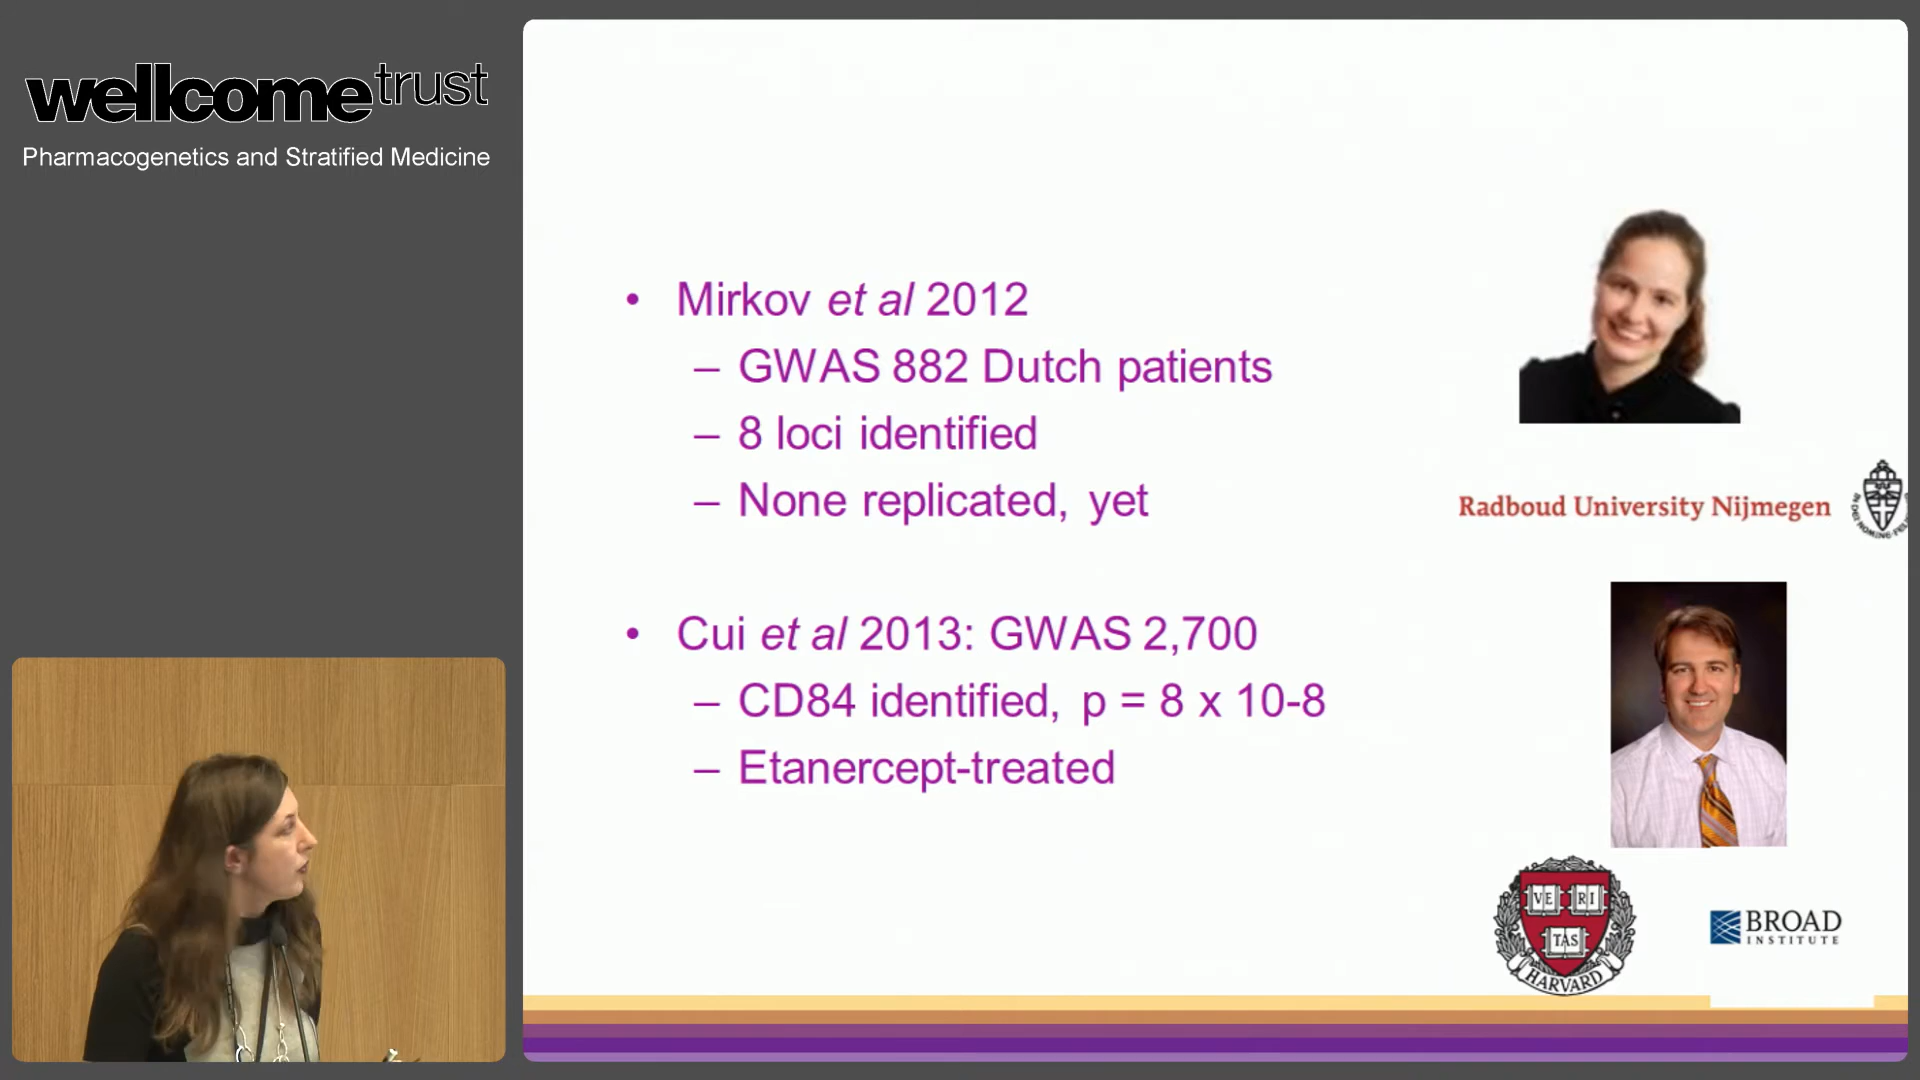 wellcometrust
Pharmacogenetics and Stratified Medicine
• Mirkov et al 2012
– GWAS 882 Dutch patients
– 8 loci identified
– None replicated, yet
Radboud University Nijmegen
• Cui et al 2013: GWAS 2,700
– CD84 identified, p = 8 x 10-8
– Etanercept-treated
VE RI
TAS
HARVARD
BROAD
INSTITUTE